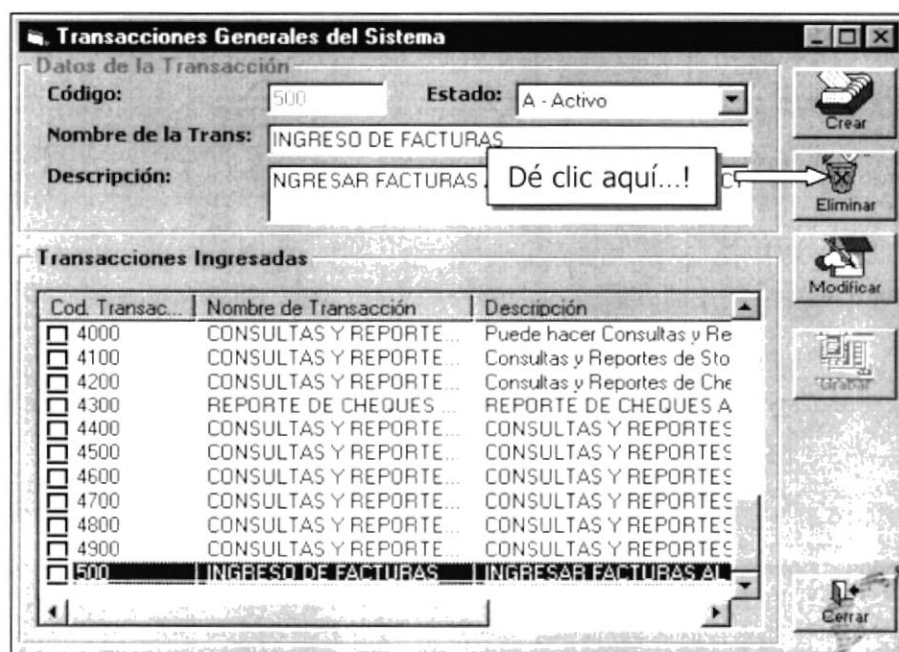 Transacciones Generales del Sistema
Datos de la Transacción
Código: 500 Estado: A - Activo
Nombre de la Trans: INGRESO DE FACTURAS
Descripción: NGRESAR FACTURAS
Dé clic aquí...!
Crear
Eliminar
Modificar
Grabar
Cerrar
Transacciones Ingresadas
Cod. Transac... Nombre de Transacción Descripción
4000 CONSULTAS Y REPORTE... Puede hacer Consultas y Re
4100 CONSULTAS Y REPORTE... Consultas y Reportes de Sto
4200 CONSULTAS Y REPORTE... Consultas y Reportes de Che
4300 REPORTE DE CHEQUES ... REPORTE DE CHEQUES A
4400 CONSULTAS Y REPORTE... CONSULTAS Y REPORTES
4500 CONSULTAS Y REPORTE... CONSULTAS Y REPORTES
4600 CONSULTAS Y REPORTE... CONSULTAS Y REPORTES
4700 CONSULTAS Y REPORTE... CONSULTAS Y REPORTES
4800 CONSULTAS Y REPORTE... CONSULTAS Y REPORTES
4900 CONSULTAS Y REPORTE... CONSULTAS Y REPORTES
500 INGRESO DE FACTURAS INGRESAR FACTURAS AL